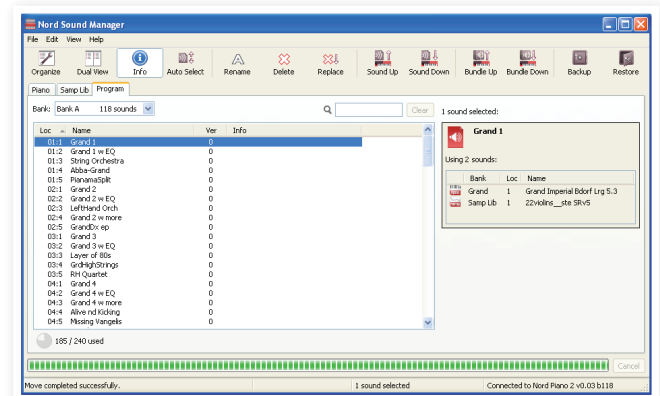 Nord Sound Manager
File Edit View Help
Organize Dual View Info Auto Select Rename Delete Replace Sound Up Sound Down Bundle Up Bundle Down Backup Restore
Piano Samp Lib Program
Bank: Bank A 118 sounds Clear 1 sound selected:
Loc Name Ver Info
01:1 Grand 1 0
01:2 Grand 1 w EQ 0
01:3 String Orchestra 0
01:4 Abba-Grand 0
01:5 PianamaSplit 0
02:1 Grand 2 0
02:2 Grand 2 w EQ 0
02:3 LeftHand Orch 0
02:4 Grand 2 w more 0
02:5 GrandDx ep 0
03:1 Grand 3 0
03:2 Grand 3 w EQ 0
03:3 Layer of 80s 0
03:4 GrdHighStrings 0
03:5 RH Quartet 0
04:1 Grand 4 0
04:2 Grand 4 w EQ 0
04:3 Grand 4 w more 0
04:4 Alive nd Kicking 0
04:5 Missing Vangelis 0
Grand 1
Using 2 sounds:
Bank Loc Name
Grand 1 Grand Imperial Bdorf Lrg 5.3
Samp Lib 1 22violins__ste SRv5
185 / 240 used
Cancel
Move completed successfully. 1 sound selected Connected to Nord Piano 2 v0.03 b118